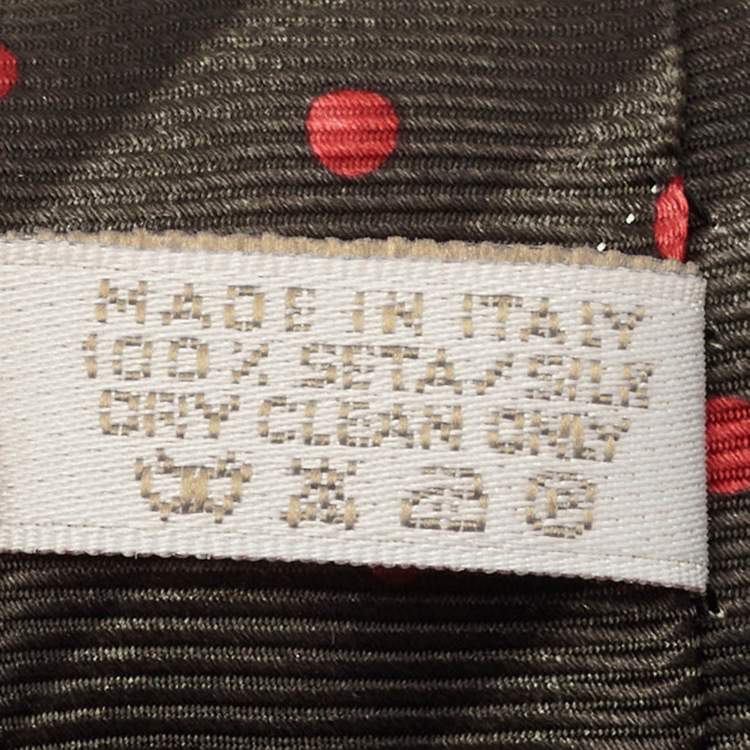 MADE IN ITALY
100% SETA/SILK
DRY CLEAN ONLY
P